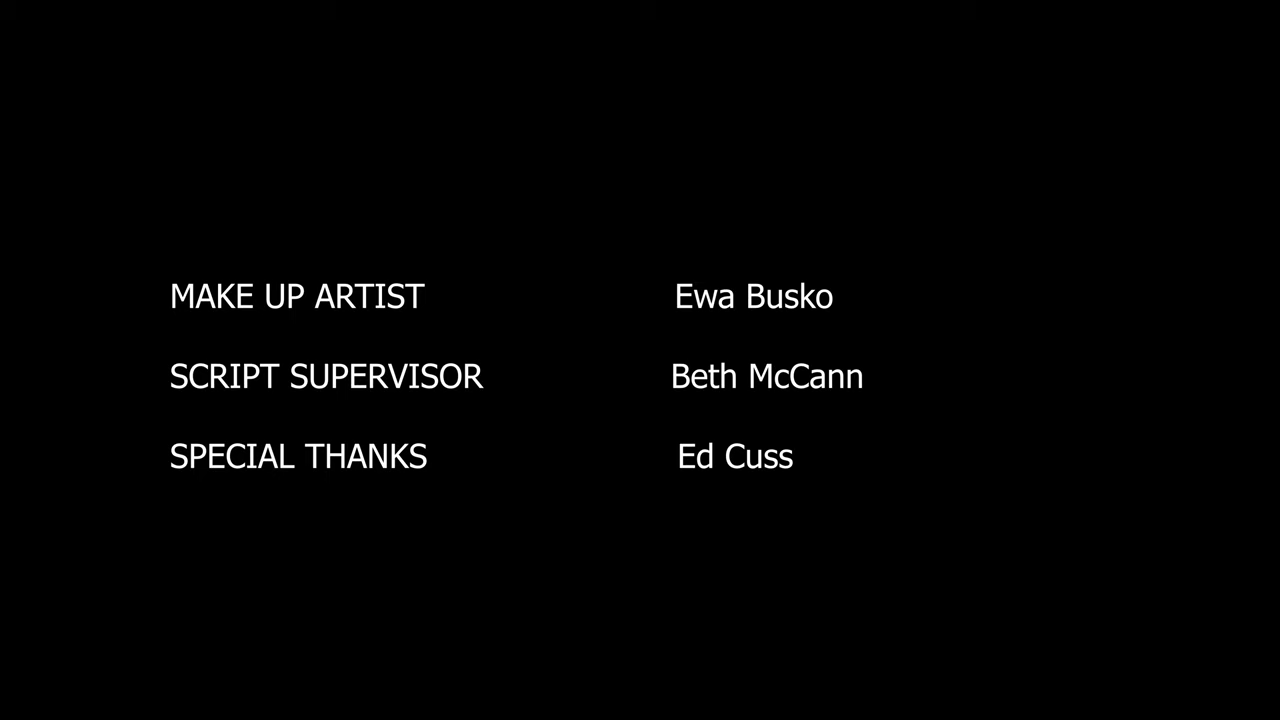 MAKE UP ARTIST Ewa Busko
SCRIPT SUPERVISOR Beth McCann
SPECIAL THANKS Ed Cuss